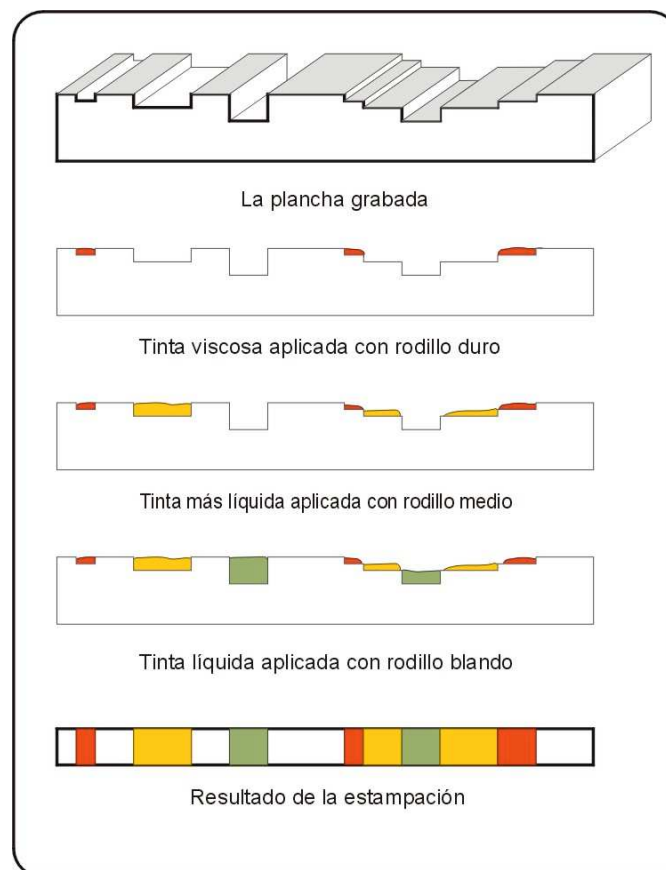 La plancha grabada
Tinta viscosa aplicada con rodillo duro
Tinta más líquida aplicada con rodillo medio
Tinta líquida aplicada con rodillo blando
Resultado de la estampación